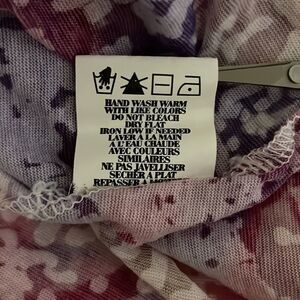 HAND WASH WARM
WITH LIKE COLORS
DO NOT BLEACH
DRY FLAT
IRON LOW IF NEEDED
LAVER A LA MAIN
A L'EAU CHAUDE
AVEC COULEURS
SIMILAIRES
NE PAS JAVELLISER
SECHER A PLAT
REPASSER A